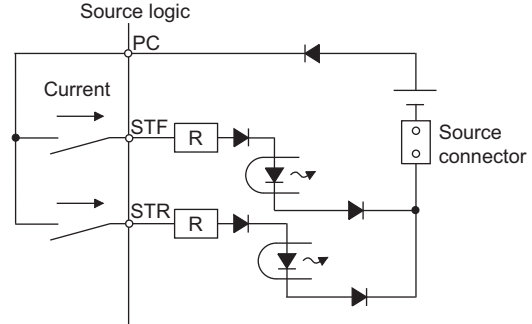 Source logic
PC
Current
STF
R
Source
connector
STR
R